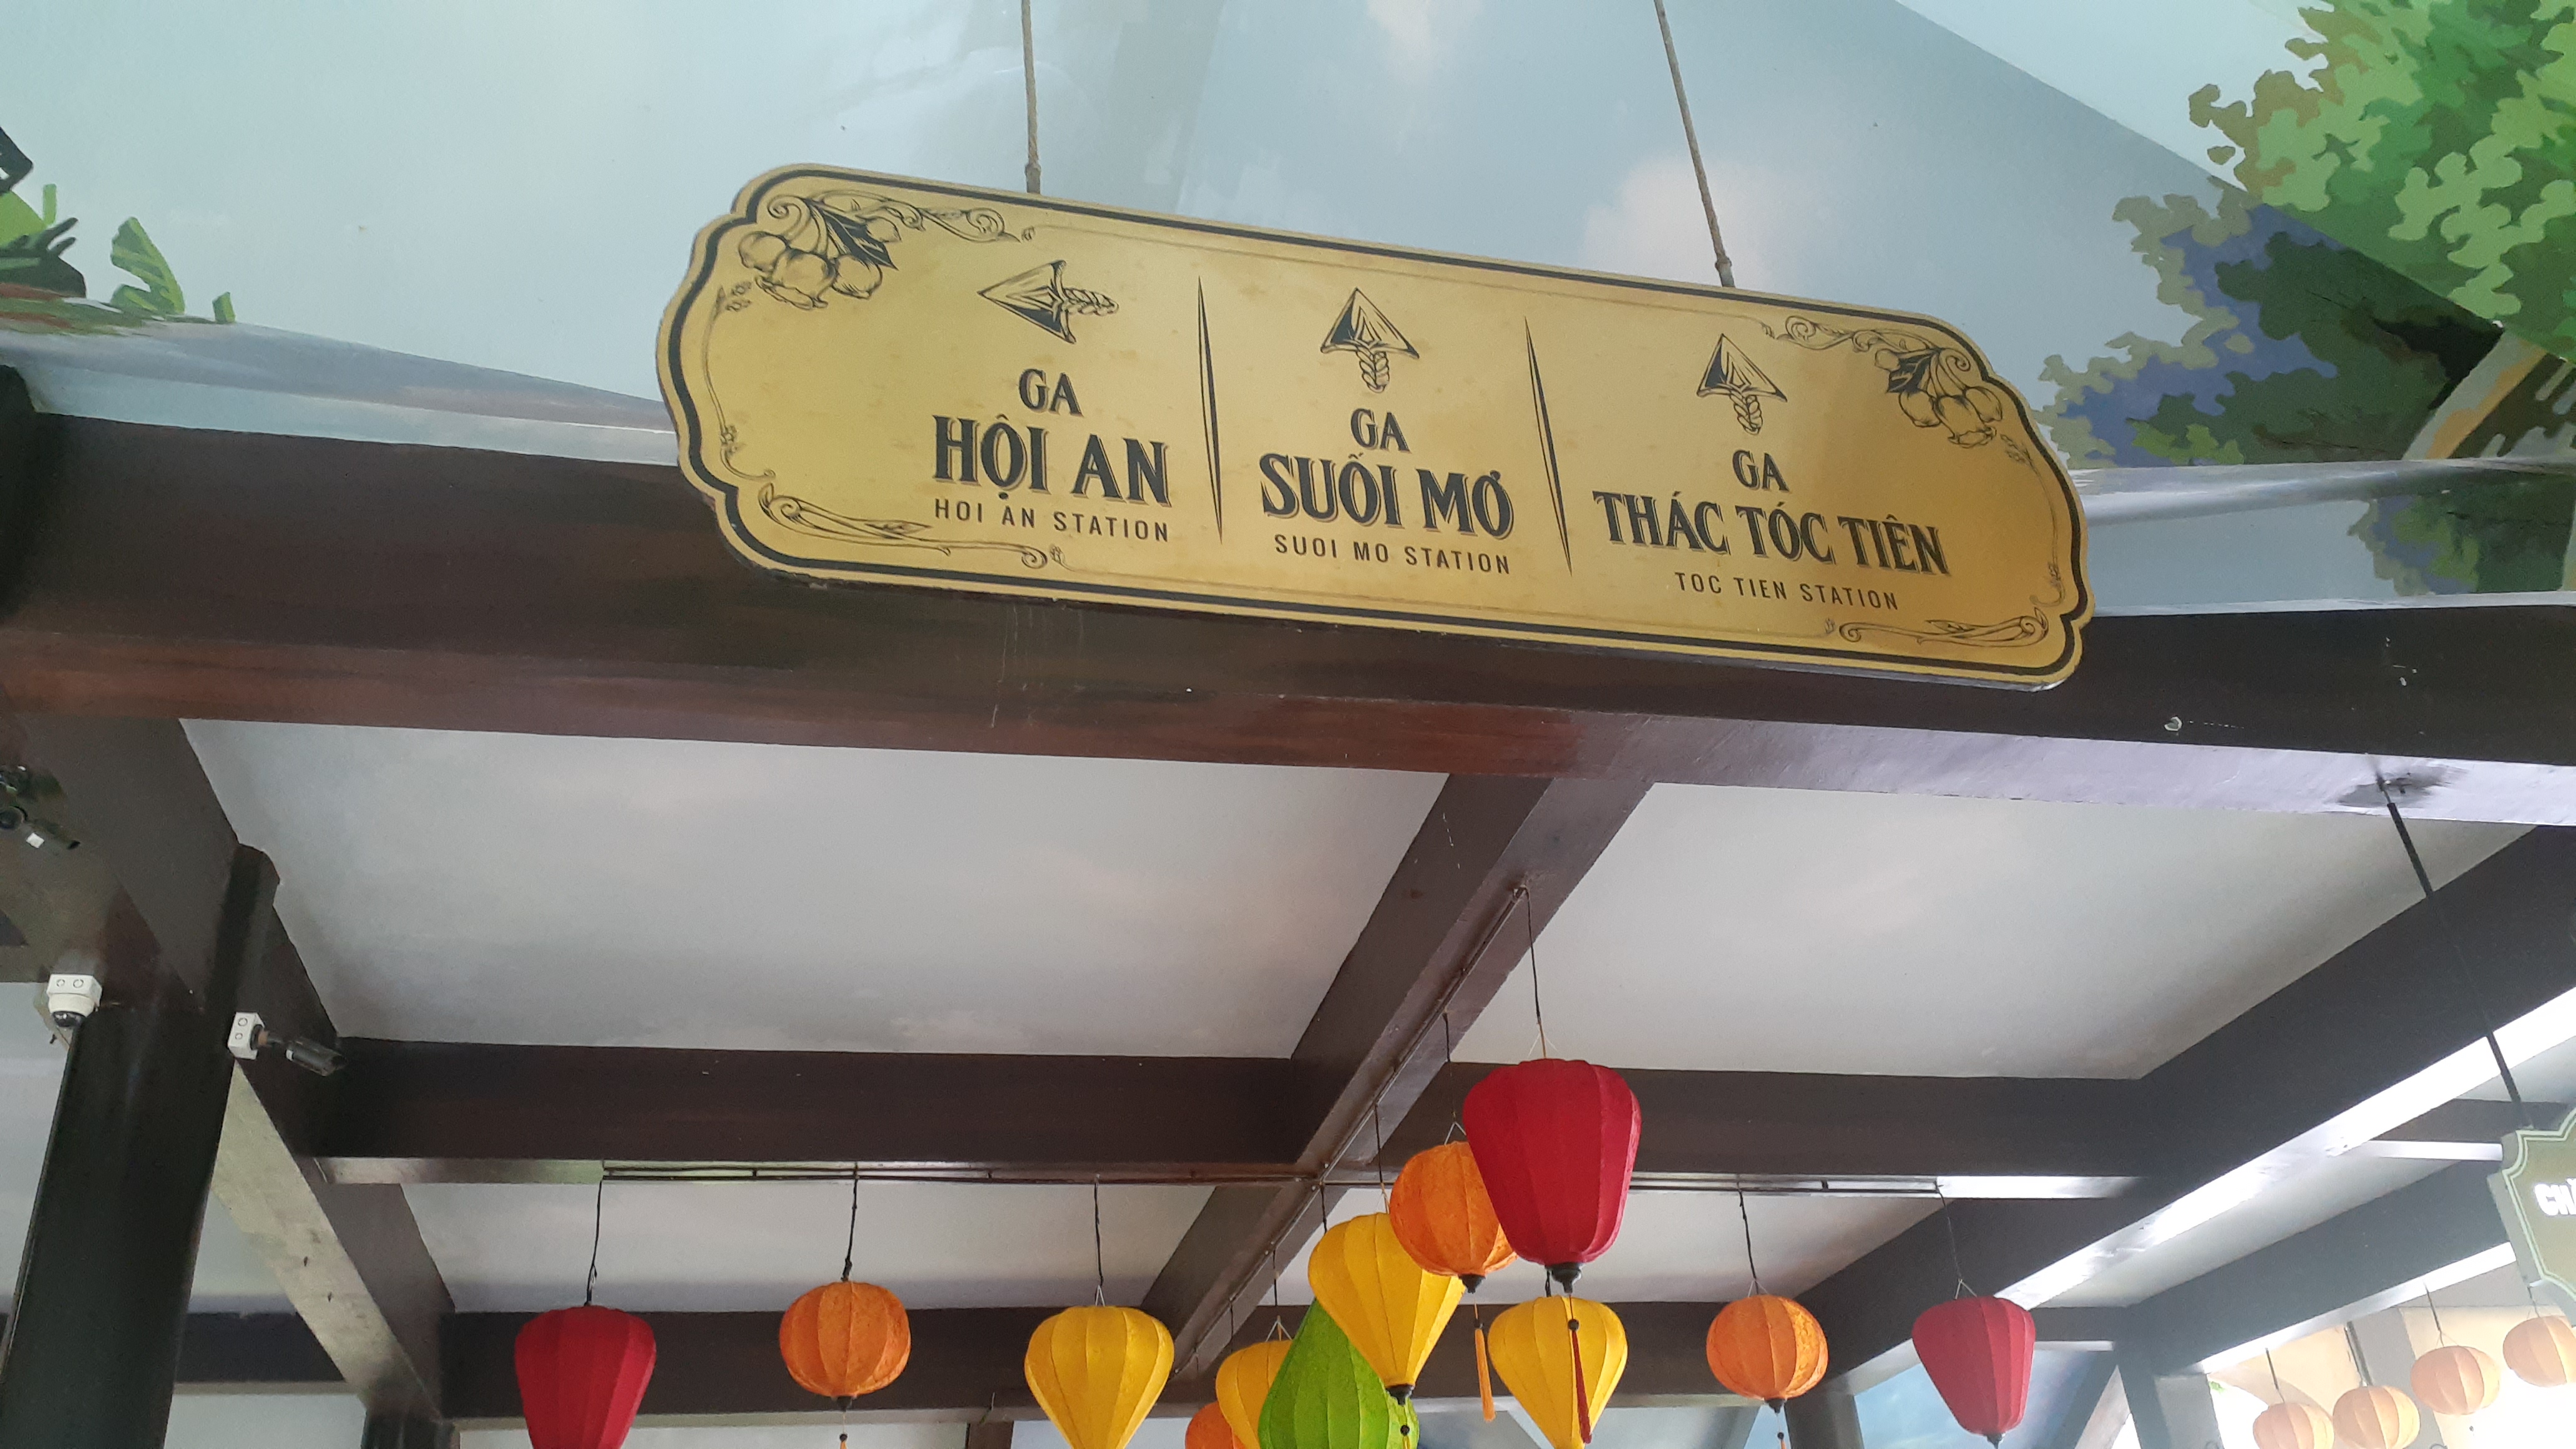 GA
HỘI AN
HOI AN STATION
GA
SUỐI MƠ
SUOI MO STATION
GA
THÁC TÓC TIÊN
TOC TIEN STATION